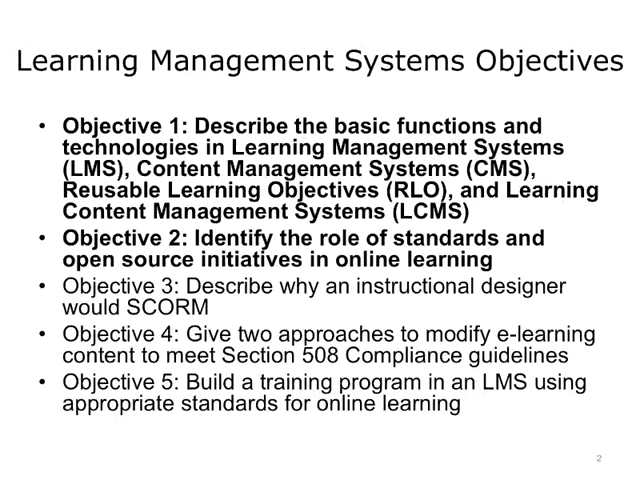 Learning Management Systems Objectives
• Objective 1: Describe the basic functions and
technologies in Learning Management Systems
(LMS), Content Management Systems (CMS),
Reusable Learning Objectives (RLO), and Learning
Content Management Systems (LCMS)
• Objective 2: Identify the role of standards and
open source initiatives in online learning
• Objective 3: Describe why an instructional designer
would SCORM
• Objective 4: Give two approaches to modify e-learning
content to meet Section 508 Compliance guidelines
• Objective 5: Build a training program in an LMS using
appropriate standards for online learning
2